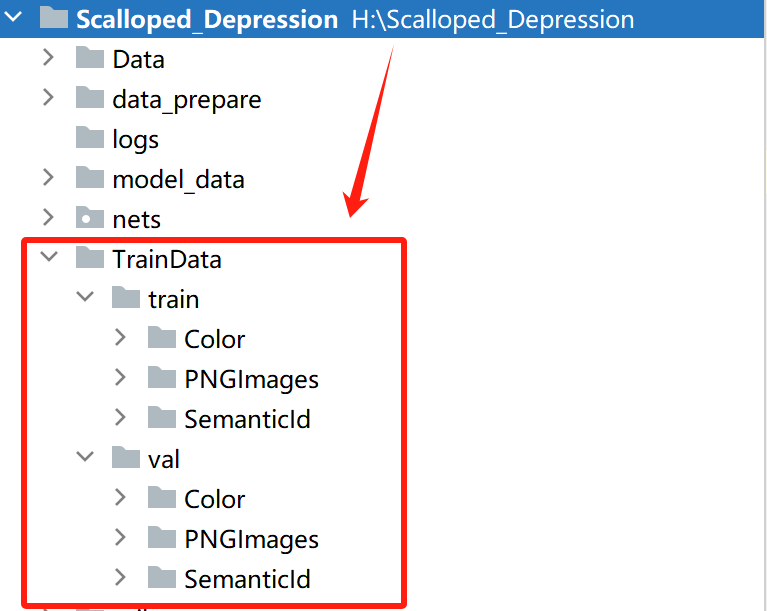 Scalloped_Depression H:\Scalloped_Depression
Data
data_prepare
logs
model_data
nets
TrainData
train
Color
PNGImages
SemanticId
val
Color
PNGImages
SemanticId